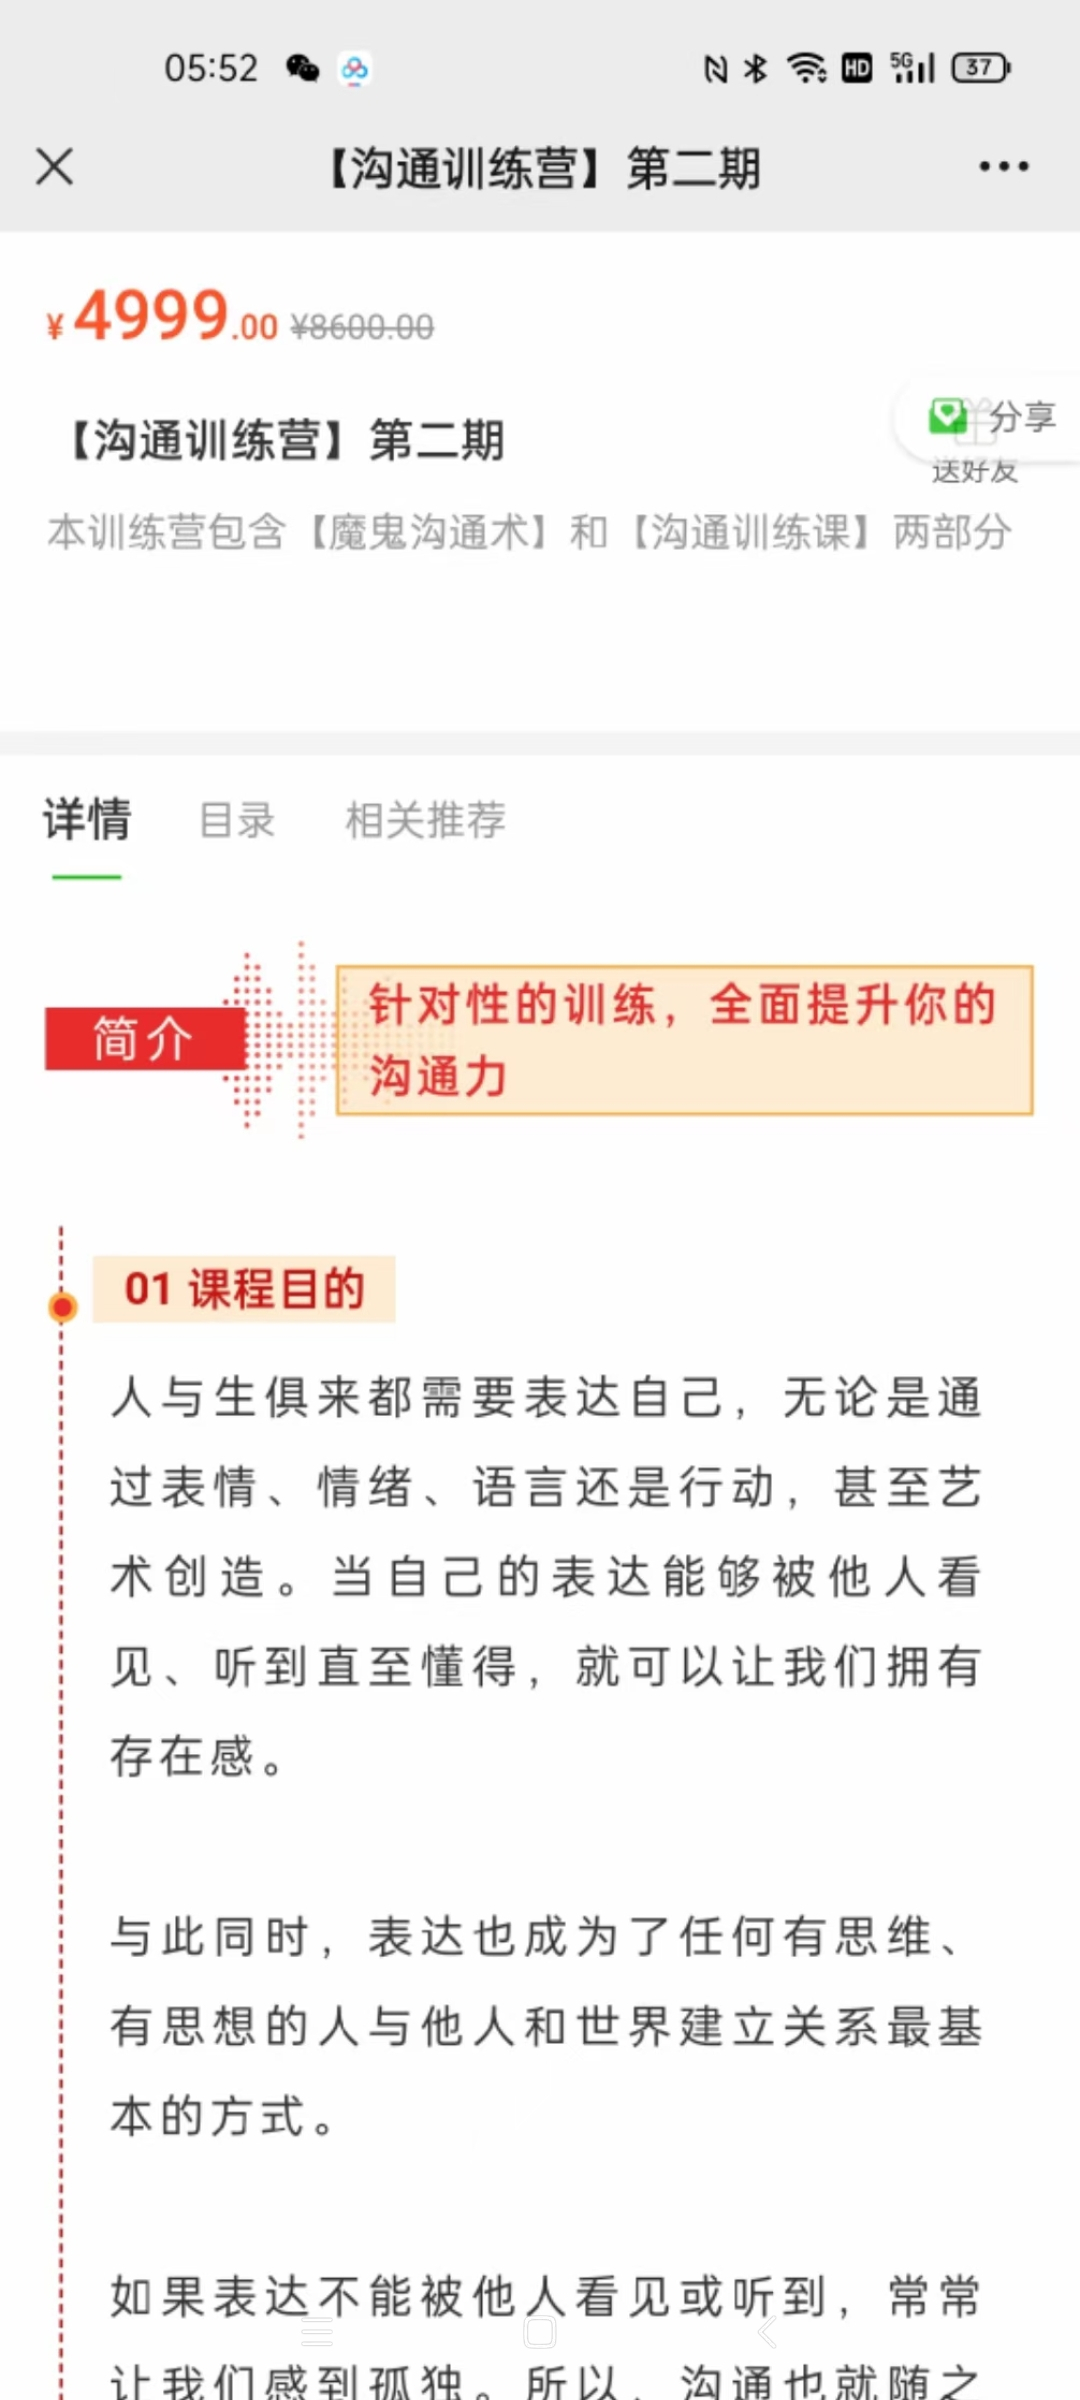 05:52
HD 5G 37
【沟通训练营】第二期
¥4999.00 ¥8600.00
【沟通训练营】第二期
分享
送好友
本训练营包含【魔鬼沟通术】和【沟通训练课】两部分
详情 目录 相关推荐
简介
针对性的训练，全面提升你的
沟通力
01 课程目的
人与生俱来都需要表达自己，无论是通
过表情、情绪、语言还是行动，甚至艺
术创造。当自己的表达能够被他人看
见、听到直至懂得，就可以让我们拥有
存在感。
与此同时，表达也成为了任何有思维、
有思想的人与他人和世界建立关系最基
本的方式。
如果表达不能被他人看见或听到，常常
让我们感到孤独。所以，沟通也就随之